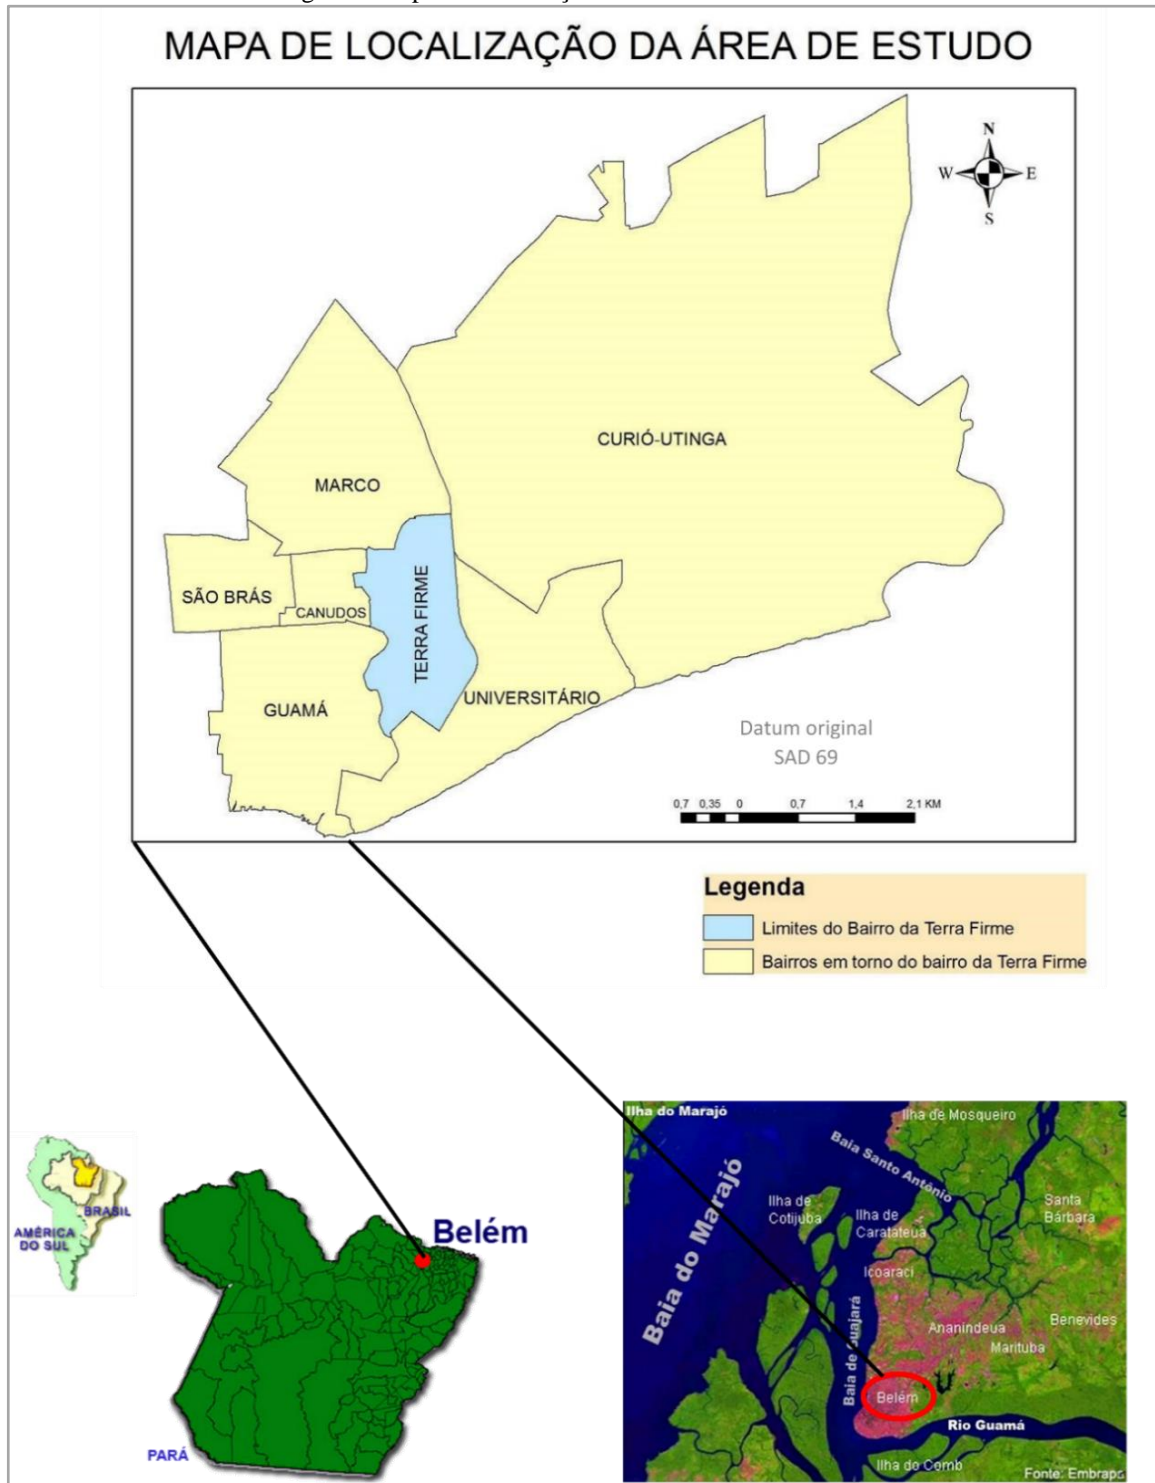 MAPA DE LOCALIZAÇÃO DA ÁREA DE ESTUDO
N
W
E
S
CURIÓ-UTINGA
MARCO
SÃO BRÁS
CANUDOS
TERRA FIRME
GUAMÁ
UNIVERSITÁRIO
Datum original
SAD 69
0,7 0,35 0 0,7 1,4 2,1 KM
Legenda
Limites do Bairro da Terra Firme
Bairros em torno do bairro da Terra Firme
BRASIL
AMÉRICA
DO SUL
Belém
PARÁ
Ilha do Marajó
Ilha de Mosqueiro
Baia Santo Antônio
Baia do Marajó
Ilha de
Cotijuba
Ilha de
Caratateua
Santa
Bárbara
Icoaraci
Baia de Guajará
Ananindeua
Benevides
Marituba
Belém
Rio Guamá
Ilha do Comb
Fonte: Embrapa